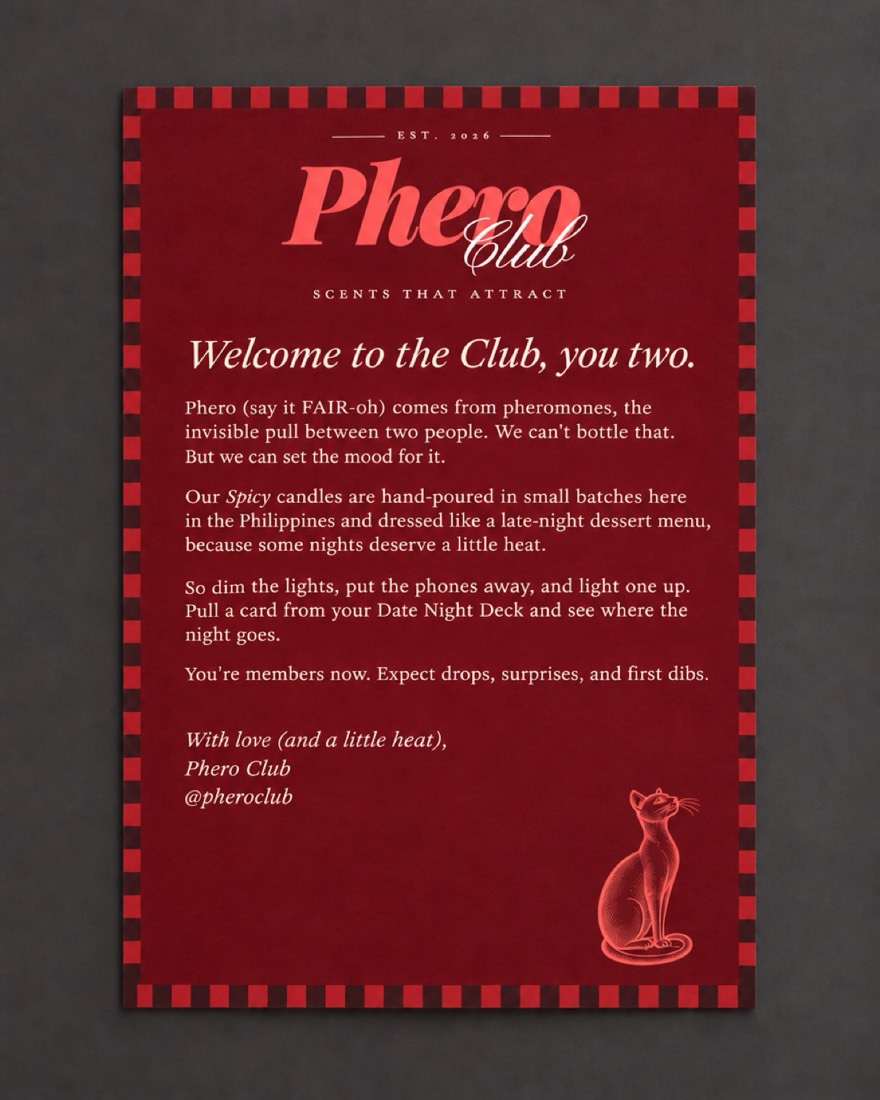 EST. 2026
Phero
Club
SCENTS THAT ATTRACT
Welcome to the Club, you two.
Phero (say it FAIR-oh) comes from pheromones, the
invisible pull between two people. We can't bottle that.
But we can set the mood for it.
Our Spicy candles are hand-poured in small batches here
in the Philippines and dressed like a late-night dessert menu,
because some nights deserve a little heat.
So dim the lights, put the phones away, and light one up.
Pull a card from your Date Night Deck and see where the
night goes.
You're members now. Expect drops, surprises, and first dibs.
With love (and a little heat),
Phero Club
@pheroclub